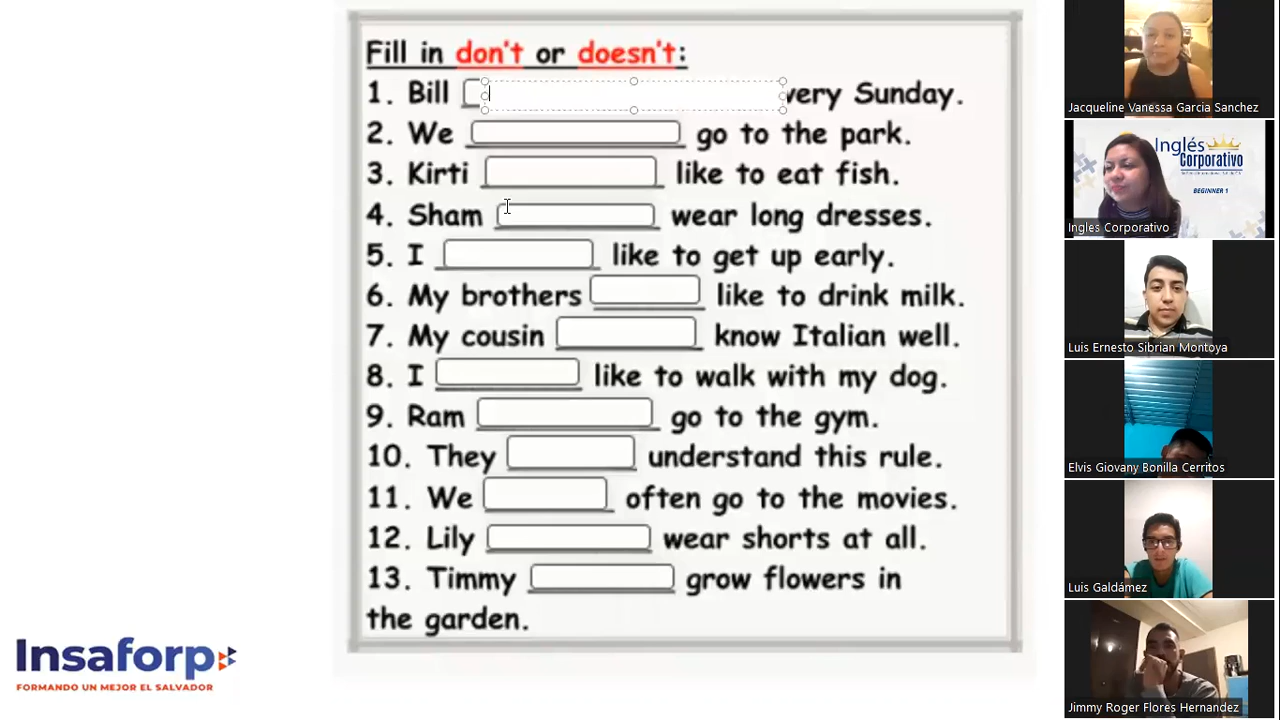 Fill in don't or doesn't:
1. Bill very Sunday.
2. We go to the park.
3. Kirti like to eat fish.
4. Sham wear long dresses.
5. I like to get up early.
6. My brothers like to drink milk.
7. My cousin know Italian well.
8. I like to walk with my dog.
9. Ram go to the gym.
10. They understand this rule.
11. We often go to the movies.
12. Lily wear shorts at all.
13. Timmy grow flowers in
the garden.
Insaforp
FORMANDO UN MEJOR EL SALVADOR
Jacqueline Vanessa Garcia Sanchez
Inglés
Corporativo
BEGINNER 1
Ingles Corporativo
Luis Ernesto Sibrian Montoya
Elvis Giovany Bonilla Cerritos
Luis Galdámez
Jimmy Roger Flores Hernandez